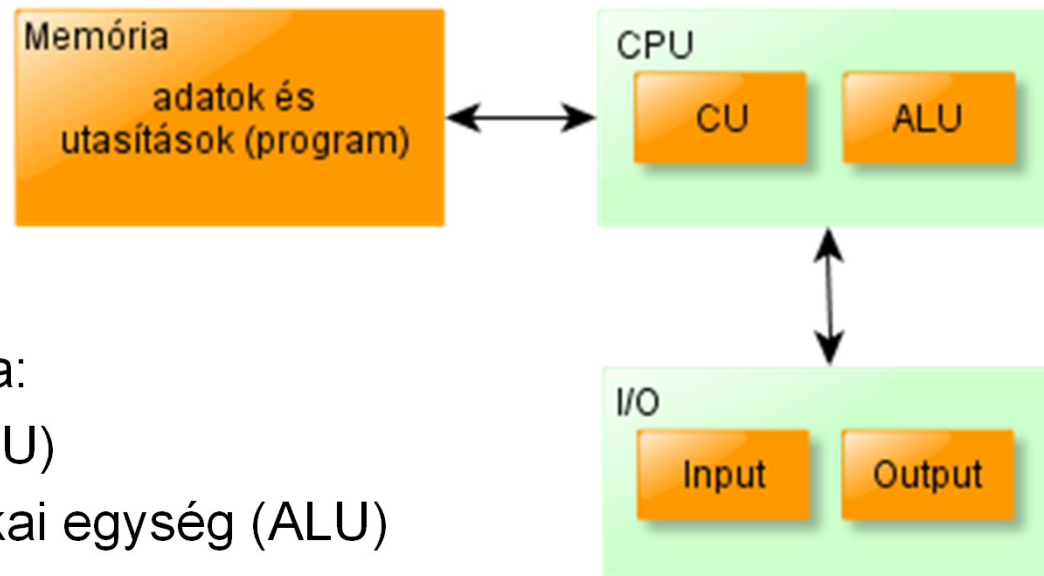 Memória
adatok és
utasítások (program)
CPU
CU
ALU
I/O
Input
Output
a:
U)
kai egység (ALU)